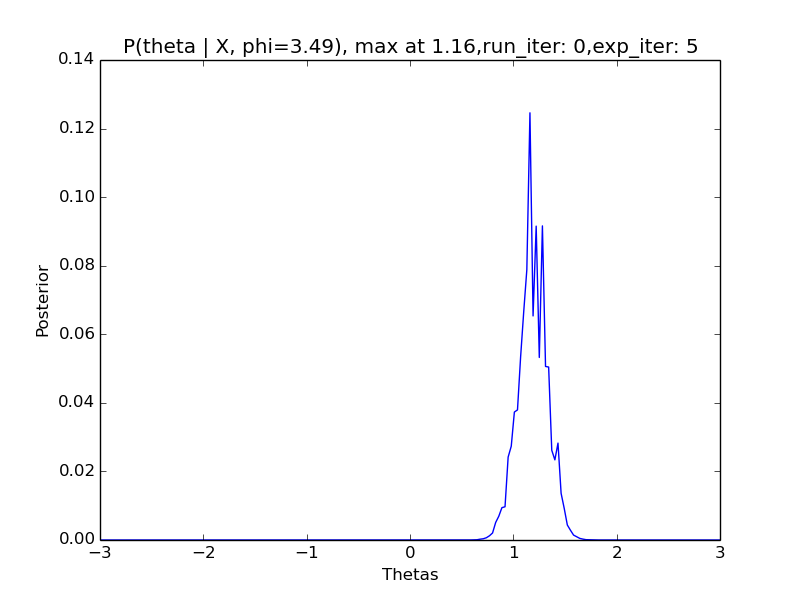 P(theta | X, phi=3.49), max at 1.16,run_iter: 0,exp_iter: 5
0.14
0.12
0.10
0.08
0.06
0.04
0.02
0.00
Posterior
−3 −2 −1 0 1 2 3
Thetas